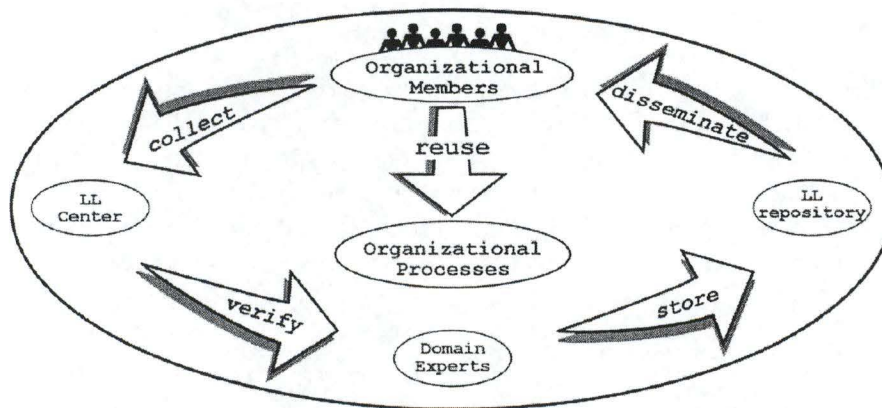 Organizational
Members
collect
disseminate
reuse
LL
Center
LL
repository
Organizational
Processes
verify
store
Domain
Experts